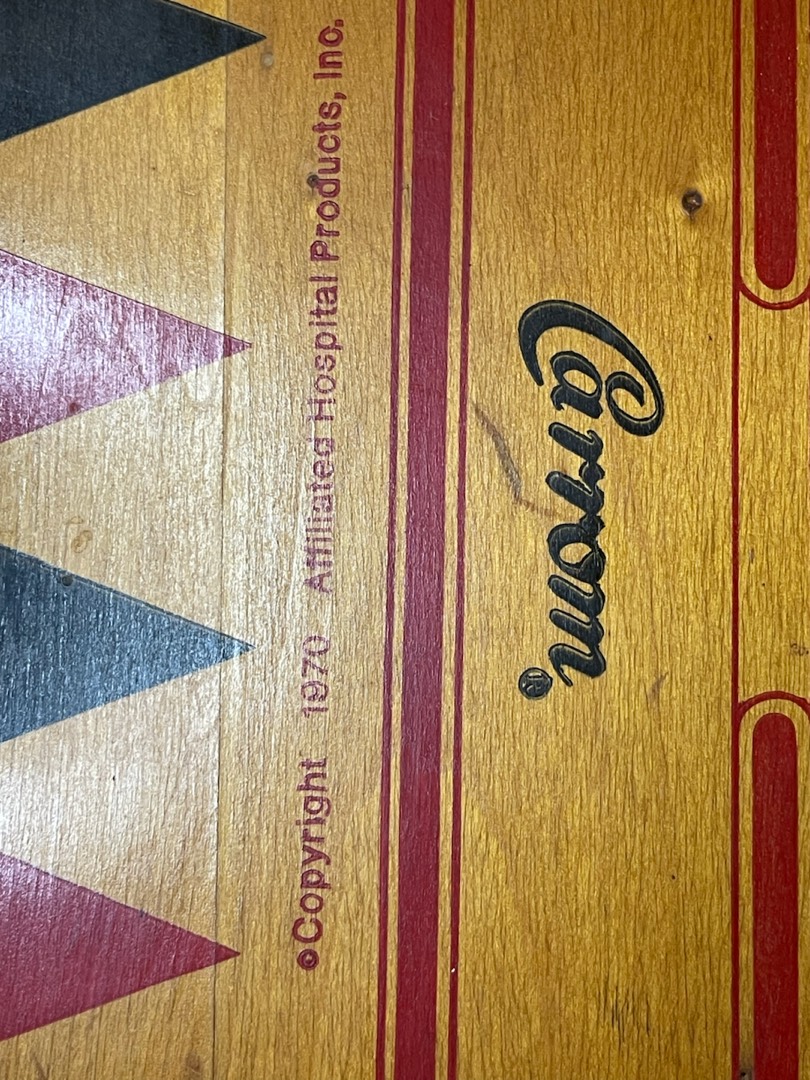 ©Copyright 1970 Affiliated Hospital Products, Inc.
Carrom®